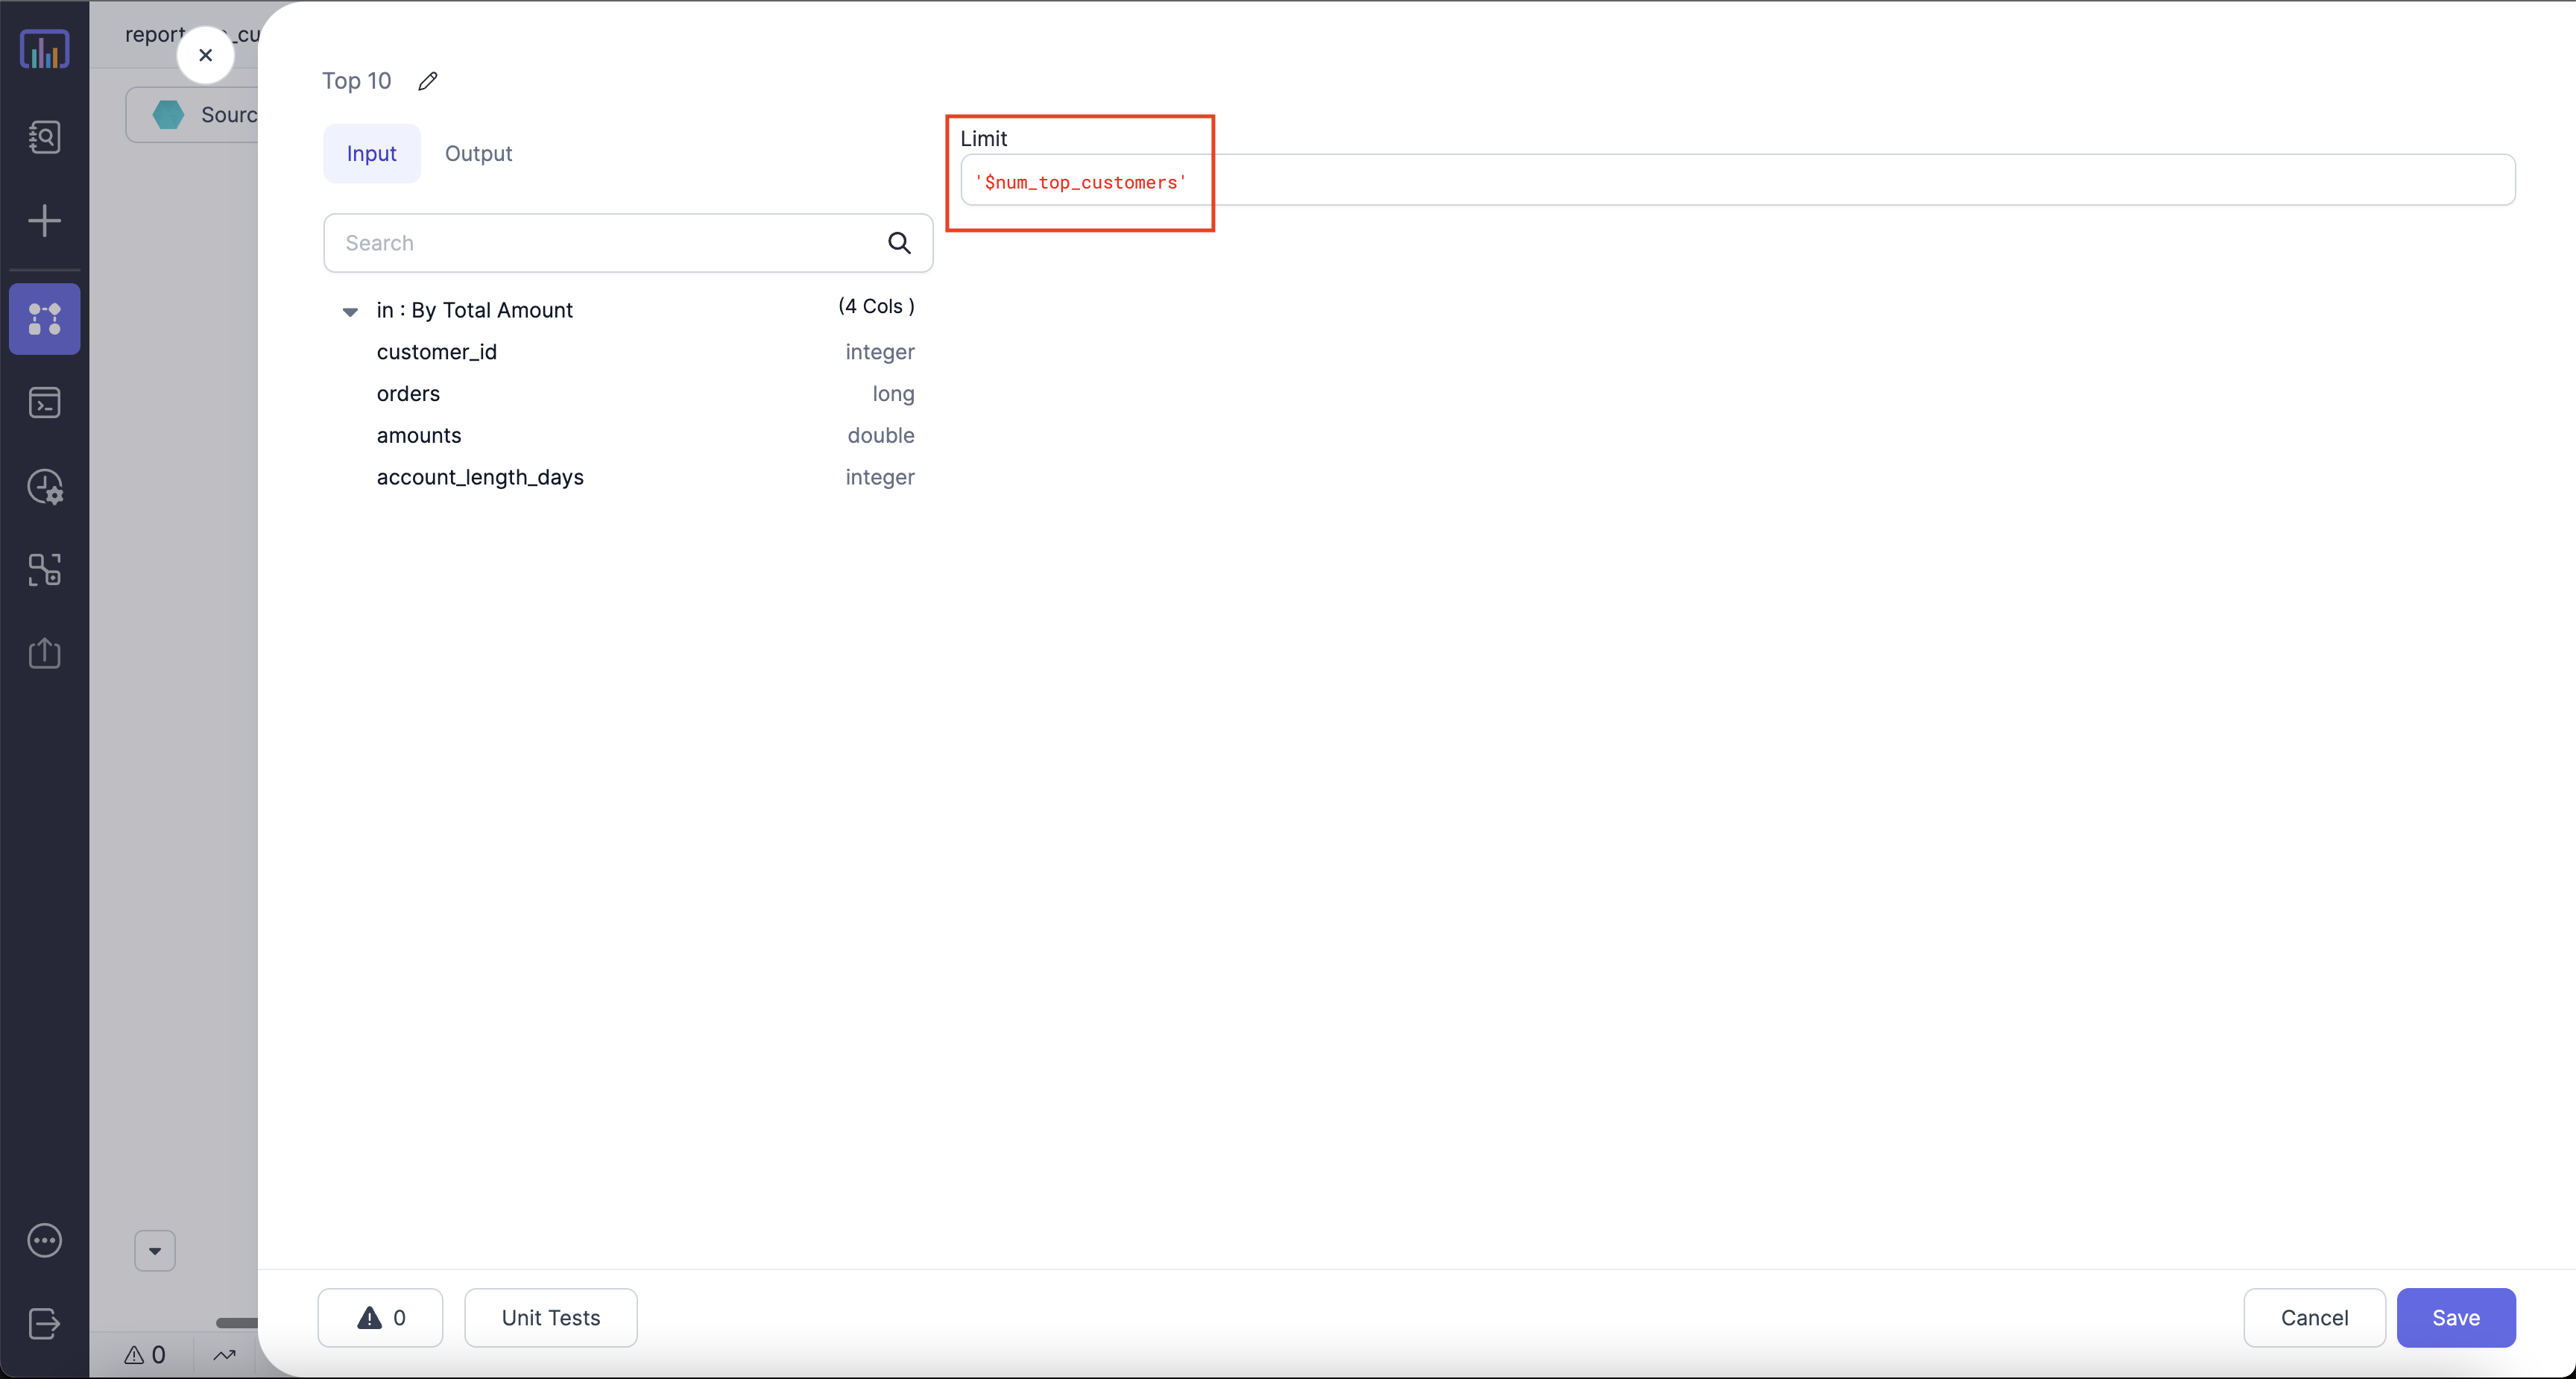 report
_cu
Sourc
Top 10
Input
Output
Search
in : By Total Amount (4 Cols )
customer_id integer
orders long
amounts double
account_length_days integer
Limit
'$num_top_customers'
0
Unit Tests
Cancel
Save
0